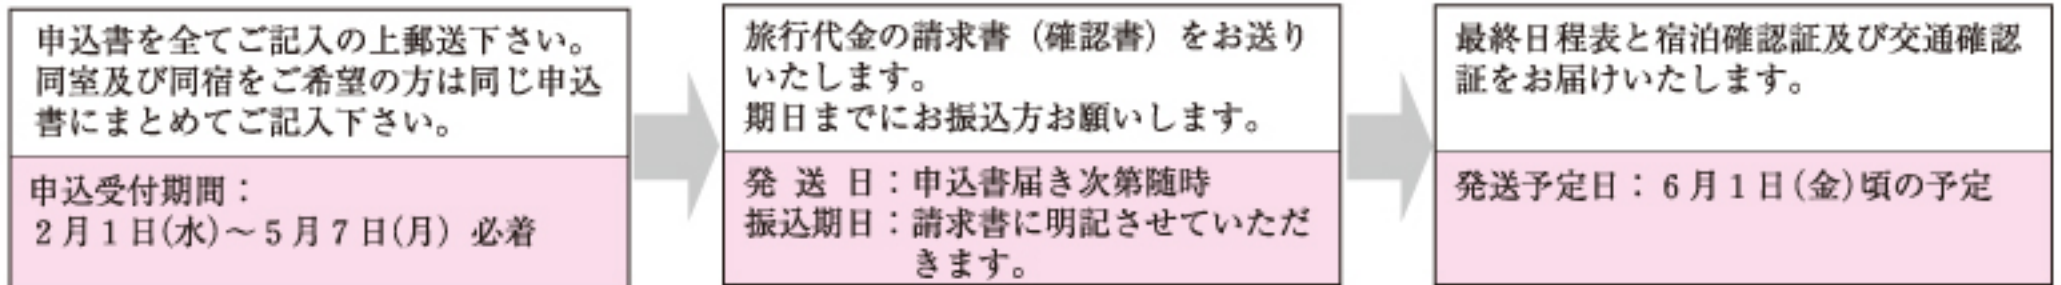 申込書を全てご記入の上郵送下さい。
同室及び同宿をご希望の方は同じ申込
書にまとめてご記入下さい。
申込受付期間：
2月1日(水)～5月7日(月) 必着
旅行代金の請求書（確認書）をお送り
いたします。
期日までにお振込方お願いします。
発 送 日：申込書届き次第随時
振込期日：請求書に明記させていただ
きます。
最終日程表と宿泊確認証及び交通確認
証をお届けいたします。
発送予定日：6月1日(金)頃の予定